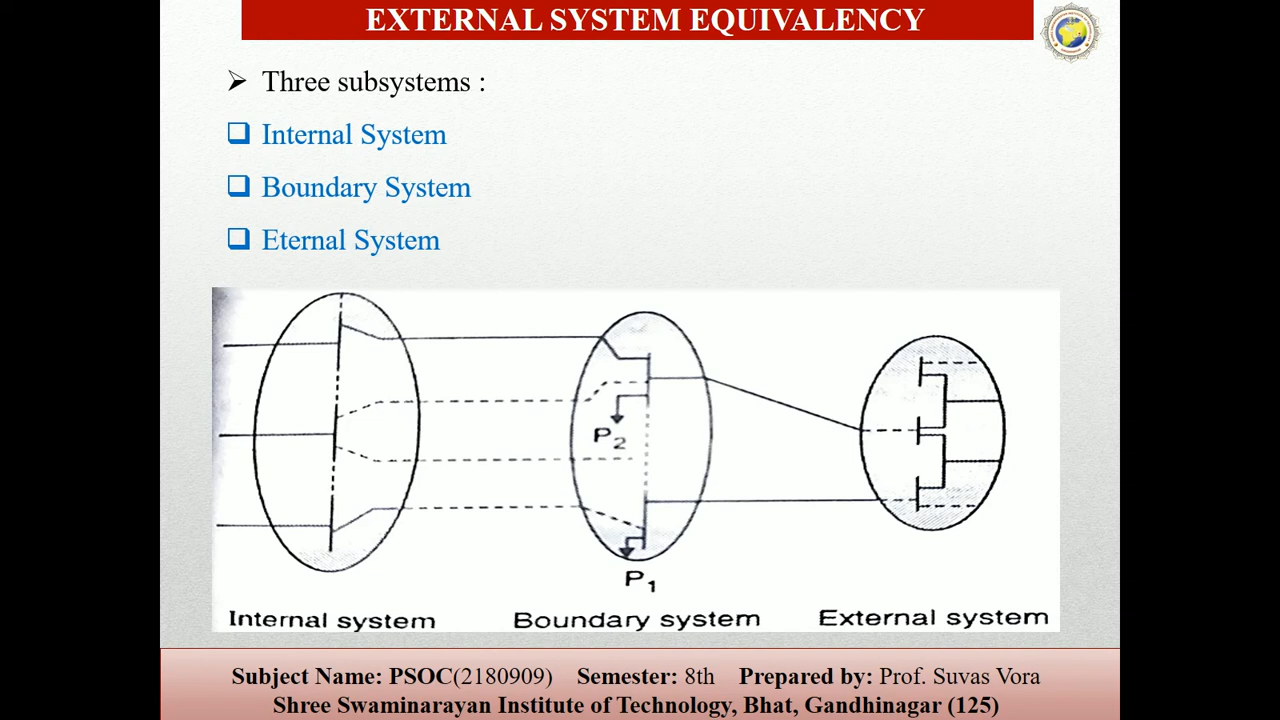 EXTERNAL SYSTEM EQUIVALENCY
Three subsystems :
Internal System
Boundary System
Eternal System
P2
P1
Internal system
Boundary system
External system
Subject Name: PSOC(2180909) Semester: 8th Prepared by: Prof. Suvas Vora
Shree Swaminarayan Institute of Technology, Bhat, Gandhinagar (125)